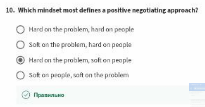 10. Which mindset most defines a positive negotiating approach?
Hard on the problem, hard on people
Soft on the problem, hard on people
Hard on the problem, soft on people
Soft on people, soft on the problem
Правильно